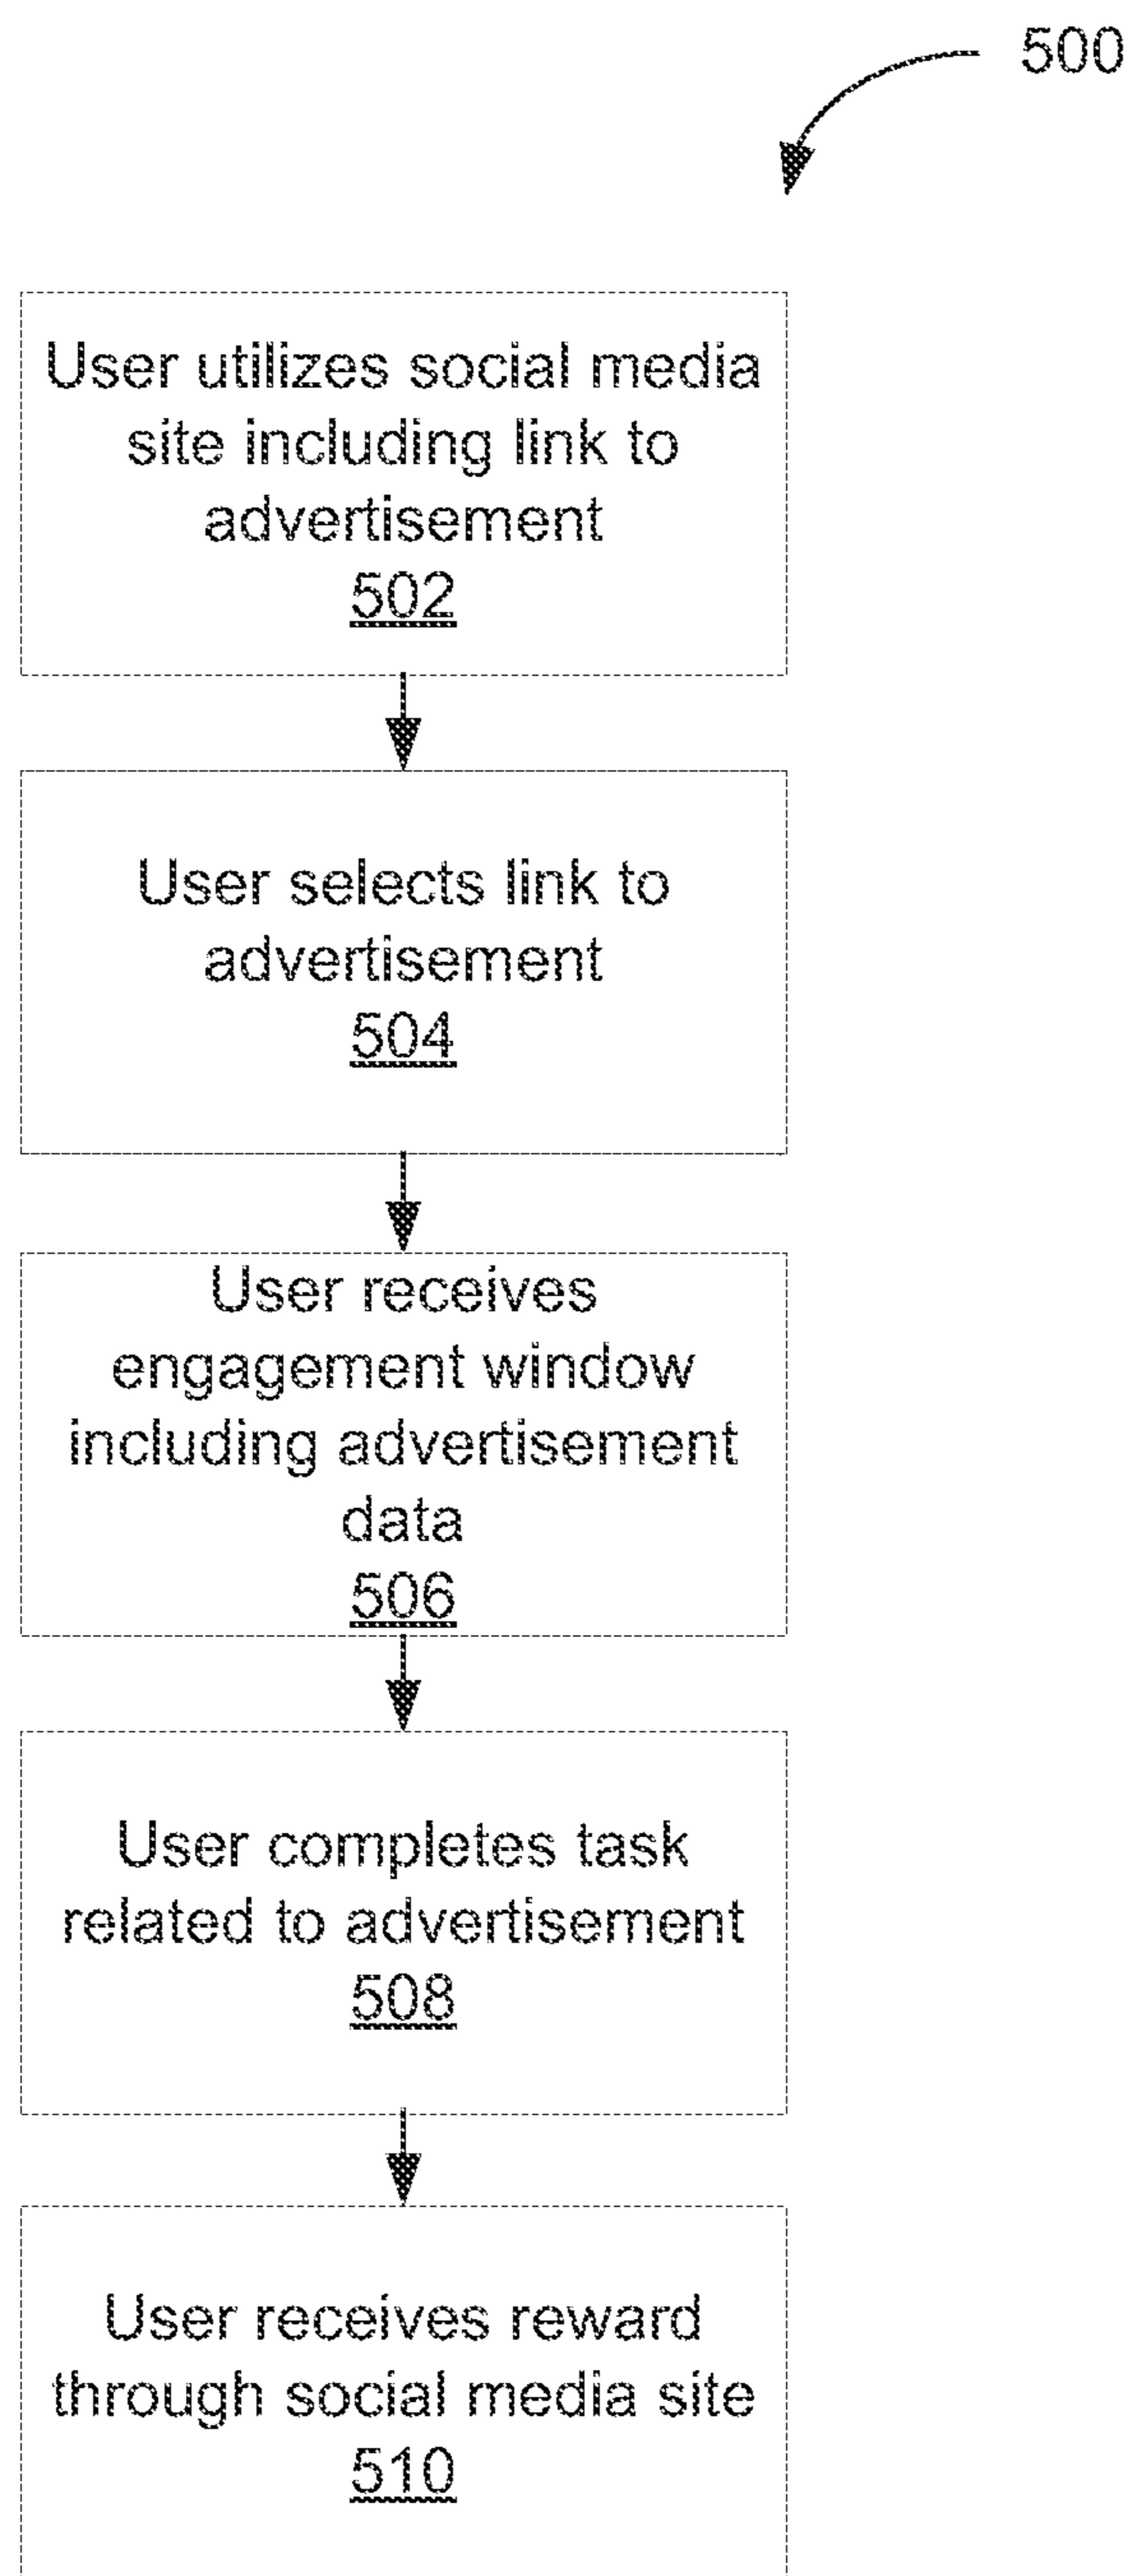 500
User utilizes social media
site including link to
advertisement
502
User selects link to
advertisement
504
User receives
engagement window
including advertisement
data
506
User completes task
related to advertisement
508
User receives reward
through social media site
510